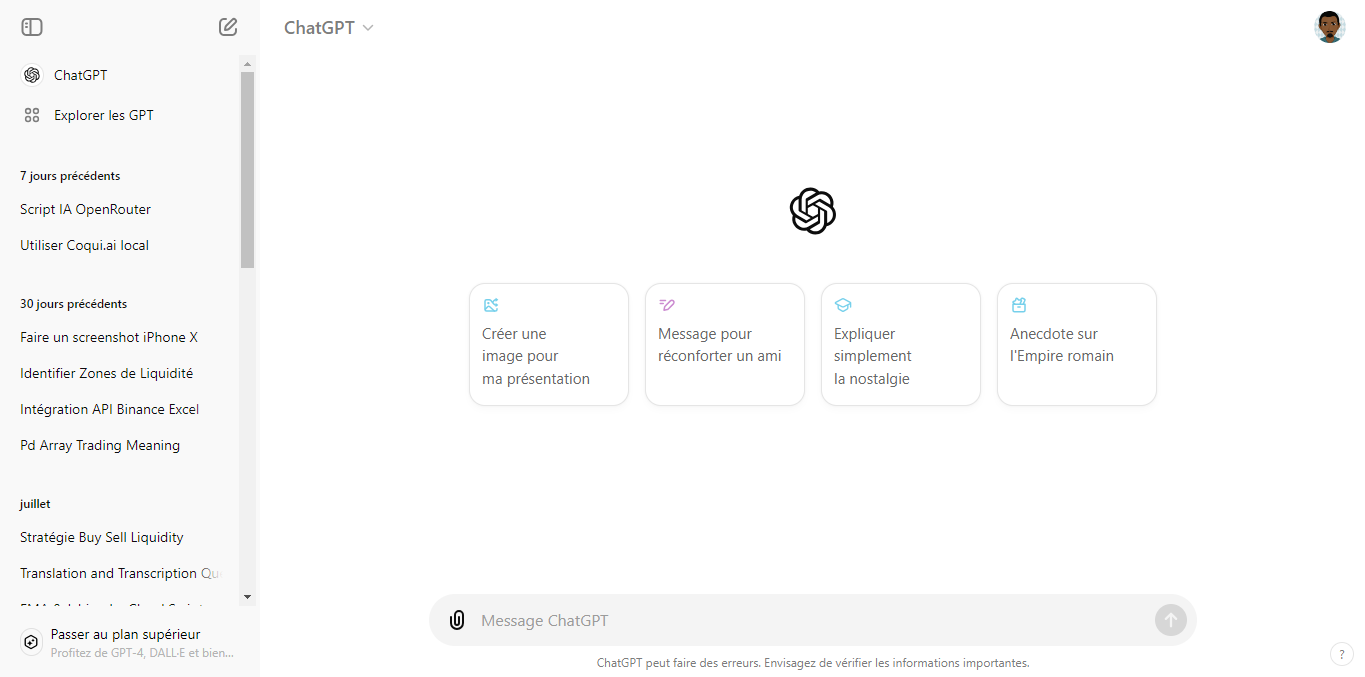 ChatGPT
ChatGPT
Explorer les GPT
7 jours précédents
Script IA OpenRouter
Utiliser Coqui.ai local
30 jours précédents
Faire un screenshot iPhone X
Identifier Zones de Liquidité
Intégration API Binance Excel
Pd Array Trading Meaning
juillet
Stratégie Buy Sell Liquidity
Translation and Transcription
Passer au plan supérieur
Profitez de GPT-4, DALL·E et bien...
Créer une
image pour
ma présentation
Message pour
réconforter un ami
Expliquer
simplement
la nostalgie
Anecdote sur
l'Empire romain
Message ChatGPT
ChatGPT peut faire des erreurs. Envisagez de vérifier les informations importantes.
?